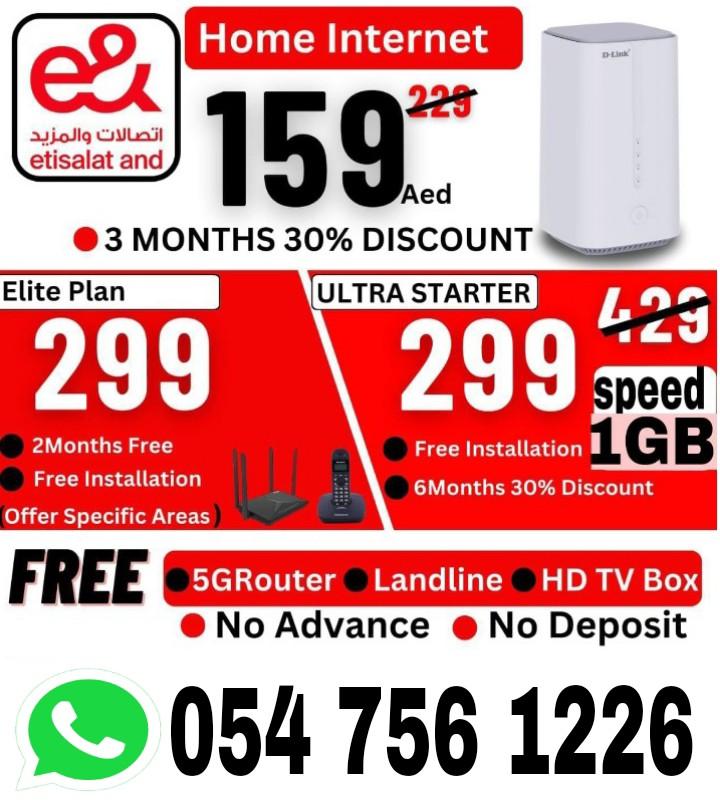 Home Internet
e&
اتصالات والمزيد
etisalat and
159
229
Aed
3 MONTHS 30% DISCOUNT
D-Link
Elite Plan
299
2Months Free
Free Installation
(Offer Specific Areas)
ULTRA STARTER
429
299
speed
1GB
Free Installation
6Months 30% Discount
FREE
5GRouter Landline HD TV Box
No Advance No Deposit
054 756 1226